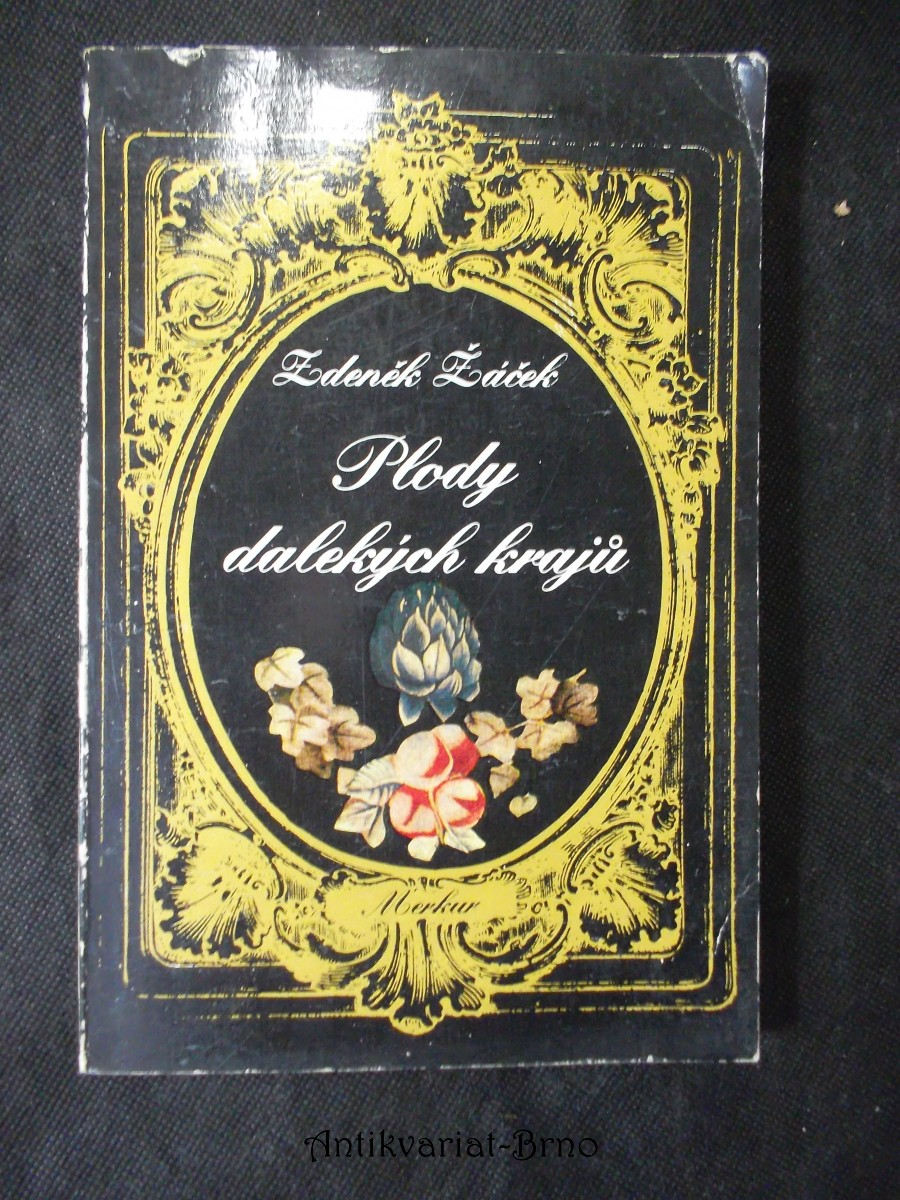 Zdeněk Žáček
Plody
dalekých krajů
Merkur
Antikvariat-Brno